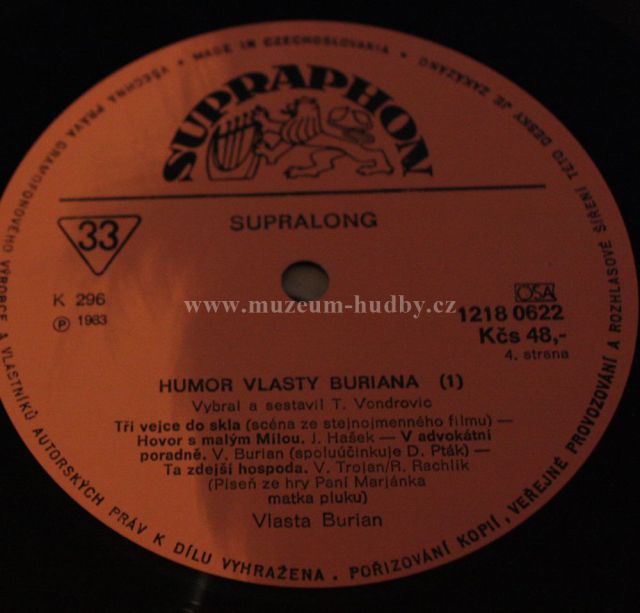 VŠECHNA PRÁVA GRAMOFONOVÉHO VÝROBCE A VLASTNÍKŮ AUTORSKÝCH PRÁV K DÍLU VYHRAŽENA. POŘIZOVÁNÍ KOPIÍ, VEŘEJNÉ PROVOZOVÁNÍ A ROZHLASOVÉ ŠÍŘENÍ TÉTO DESKY JE ZAKÁZÁNO • MADE IN CZECHOSLOVAKIA •
SUPRAPHON
SUPRALONG
33
K 296
Ⓟ 1983
www.muzeum-hudby.cz
OSA
1218 0622
Kčs 48,-
4. strana
HUMOR VLASTY BURIANA (1)
Vybral a sestavil T. Vondrovic
Tři vejce do skla (scéna ze stejnojmenného filmu) —
Hovor s malým Milou. J. Hašek — V advokátní
poradně. V. Burian (spoluúčinkuje D. Pták) —
Ta zdejší hospoda. V. Trojan/R. Rachlík
(Píseň ze hry Paní Marjánka
matka pluku)
Vlasta Burian